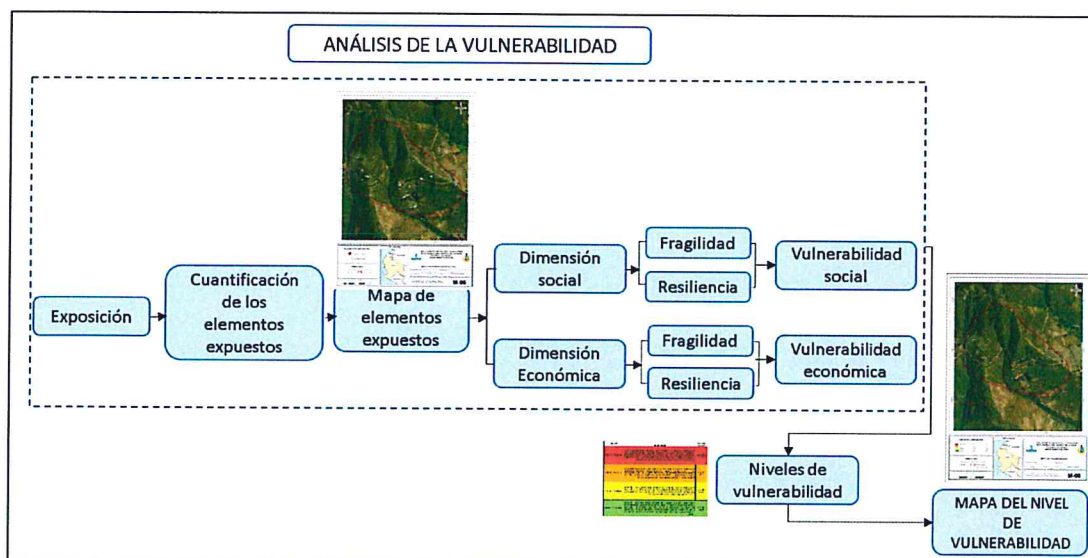 ANÁLISIS DE LA VULNERABILIDAD
Exposición
Cuantificación
de los
elementos
expuestos
Mapa de
elementos
expuestos
Dimensión
social
Fragilidad
Resiliencia
Vulnerabilidad
social
Dimensión
Económica
Fragilidad
Resiliencia
Vulnerabilidad
económica
Niveles de
vulnerabilidad
MAPA DEL NIVEL
DE
VULNERABILIDAD